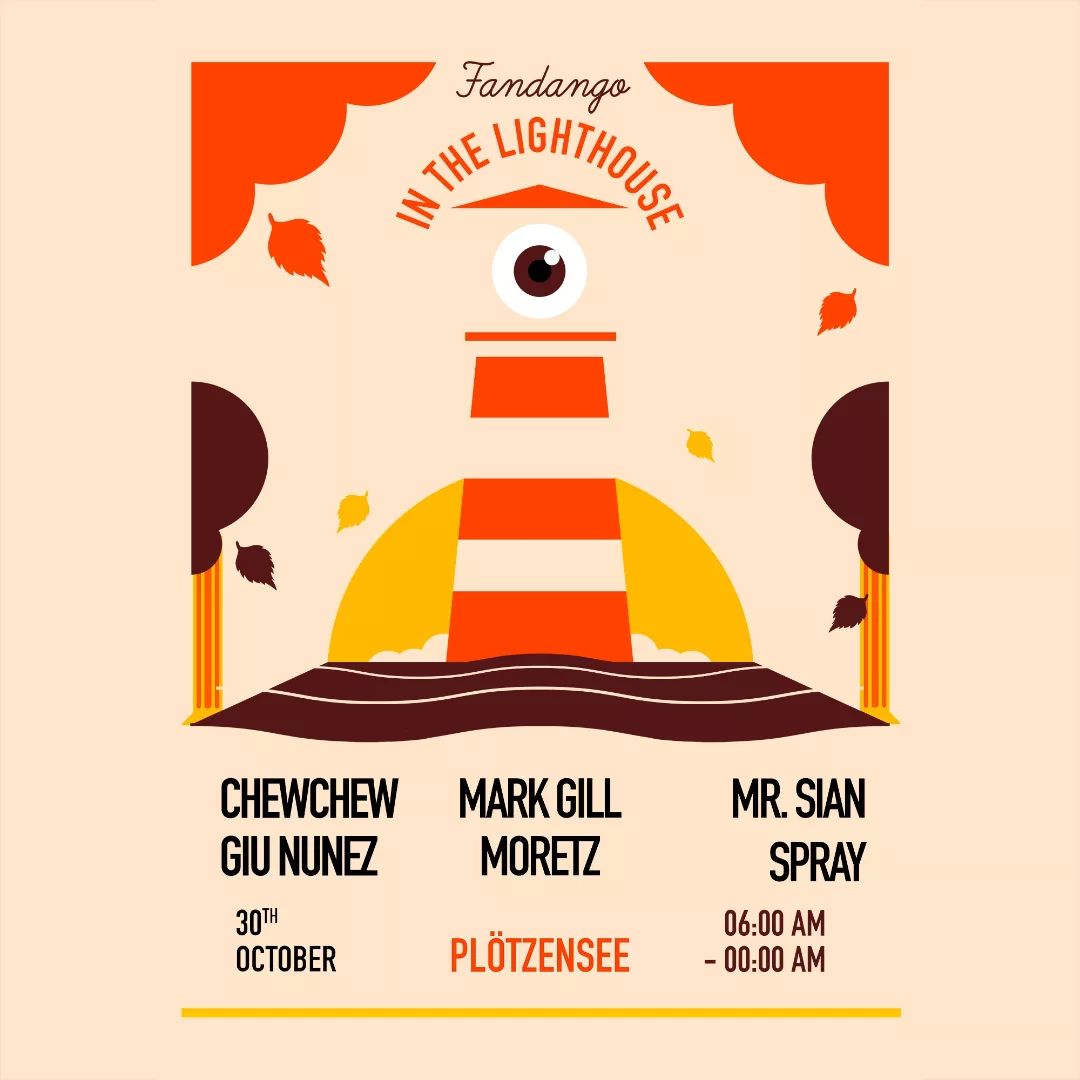 Fandango
IN THE LIGHTHOUSE
CHEWCHEW
GIU NUNEZ
MARK GILL
MORETZ
MR. SIAN
SPRAY
30TH
OCTOBER
PLÖTZENSEE
06:00 AM
- 00:00 AM